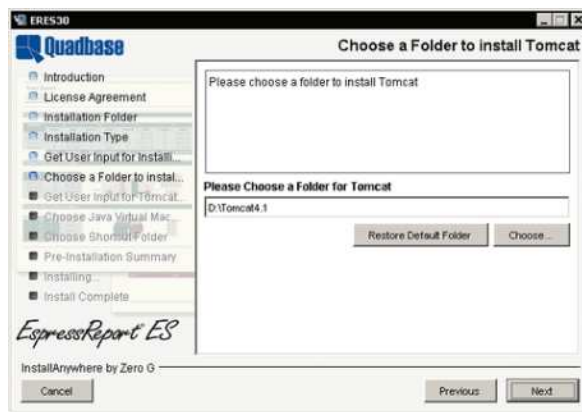 ERES30
Quadbase
Choose a Folder to install Tomcat
Introduction
License Agreement
Installation Folder
Installation Type
Get User Input for Installi...
Choose a Folder to instal...
Get User Input for Tomcat...
Choose Java Virtual Mac...
Choose Shortcut Folder
Pre-Installation Summary
Installing...
Install Complete
EspressReport ES
Please choose a folder to install Tomcat
Please Choose a Folder for Tomcat
D:\Tomcat4.1
Restore Default Folder
Choose...
InstallAnywhere by Zero G
Cancel
Previous
Next